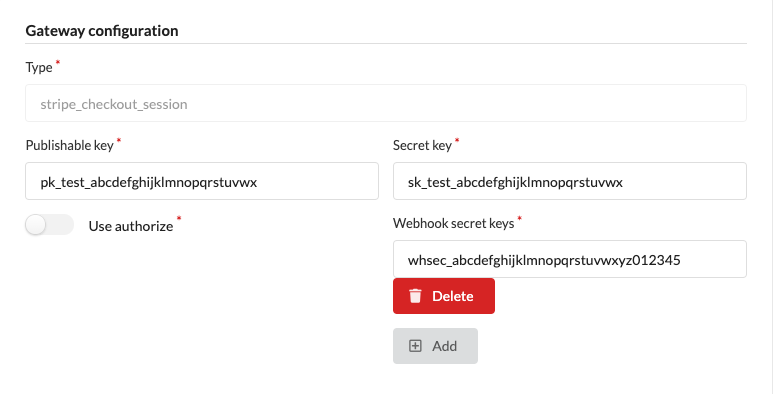 Gateway configuration
Type *
stripe_checkout_session
Publishable key *
Secret key *
pk_test_abcdefghijklmnopqrstuvwx
sk_test_abcdefghijklmnopqrstuvwx
Use authorize *
Webhook secret keys *
whsec_abcdefghijklmnopqrstuvwxyz012345
Delete
Add